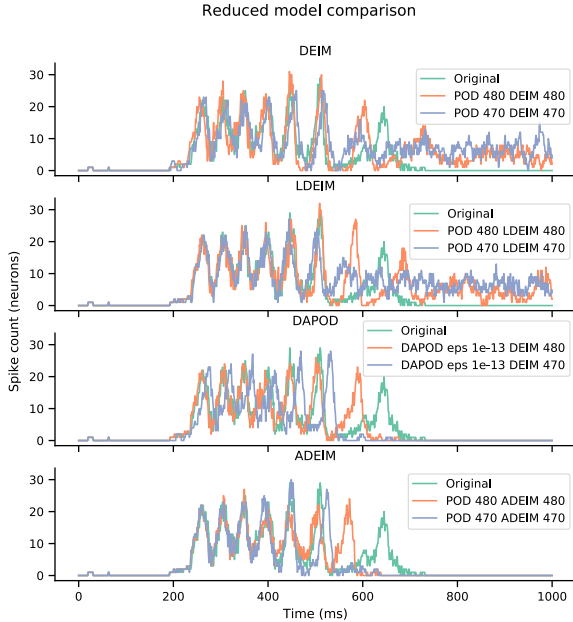 Reduced model comparison
DEIM
30
20
10
0
Original
POD 480 DEIM 480
POD 470 DEIM 470
LDEIM
30
20
10
0
Original
POD 480 LDEIM 480
POD 470 LDEIM 470
DAPOD
30
20
10
0
Original
DAPOD eps 1e-13 DEIM 480
DAPOD eps 1e-13 DEIM 470
ADEIM
30
20
10
0
Original
POD 480 ADEIM 480
POD 470 ADEIM 470
Spike count (neurons)
0 200 400 600 800 1000
Time (ms)